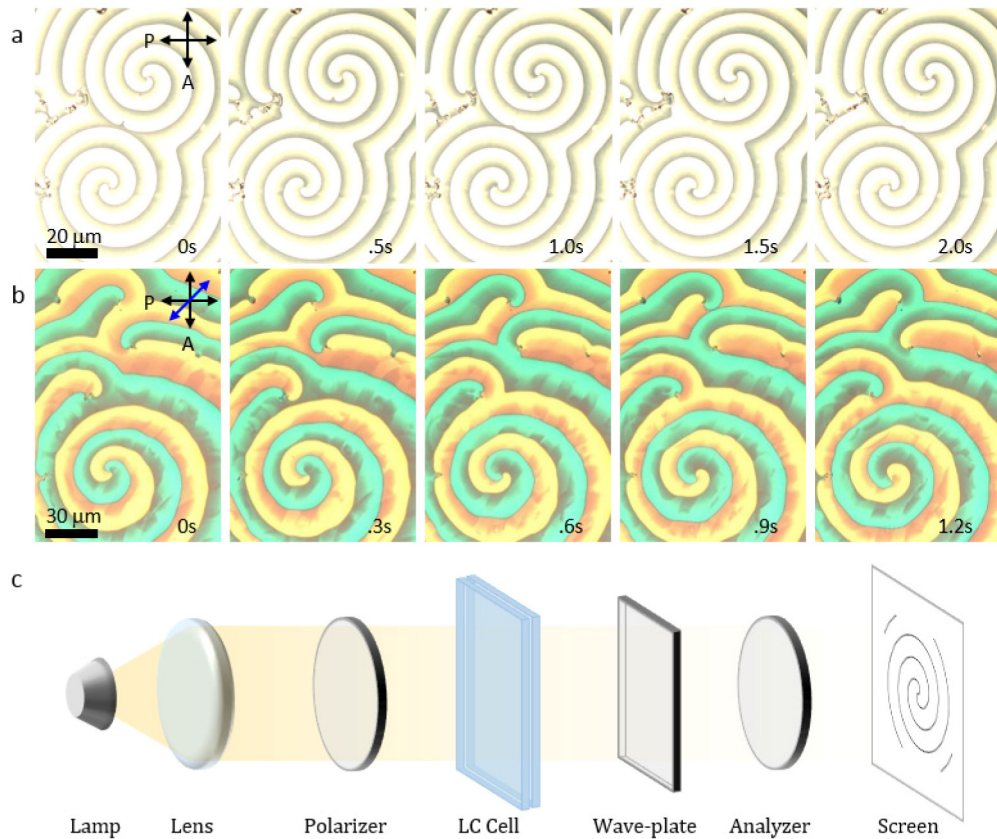 a
P
A
20 μm
0s
.5s
1.0s
1.5s
2.0s
b
P
A
30 μm
0s
.3s
.6s
.9s
1.2s
c
Lamp
Lens
Polarizer
LC Cell
Wave-plate
Analyzer
Screen